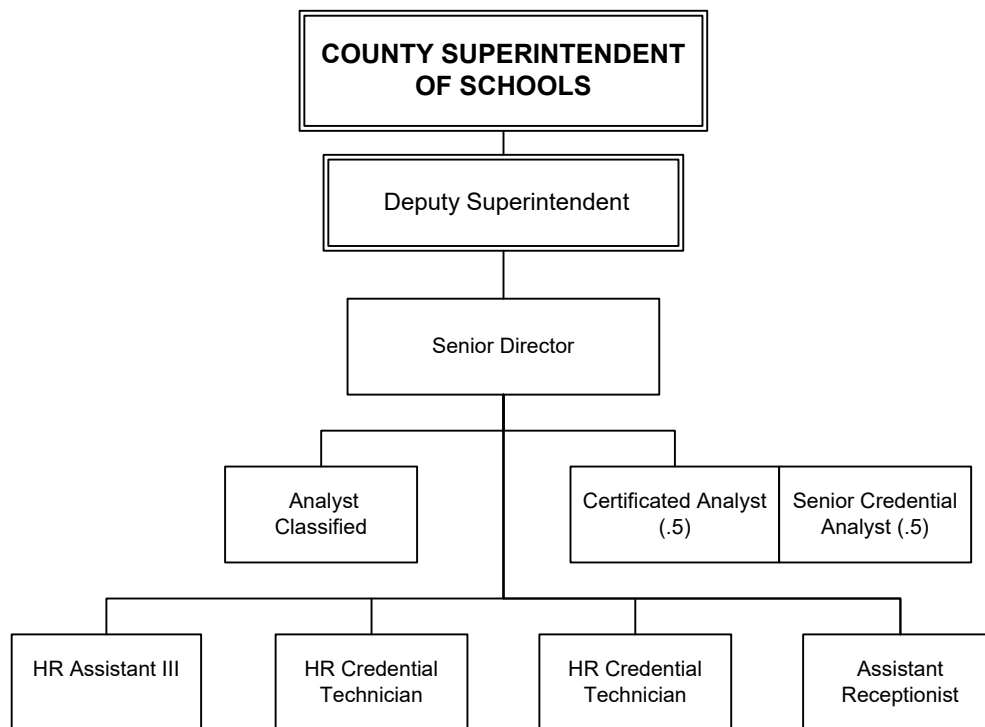 COUNTY SUPERINTENDENT
OF SCHOOLS
Deputy Superintendent
Senior Director
Analyst
Classified
Certificated Analyst
(.5)
Senior Credential
Analyst (.5)
HR Assistant III
HR Credential
Technician
HR Credential
Technician
Assistant
Receptionist